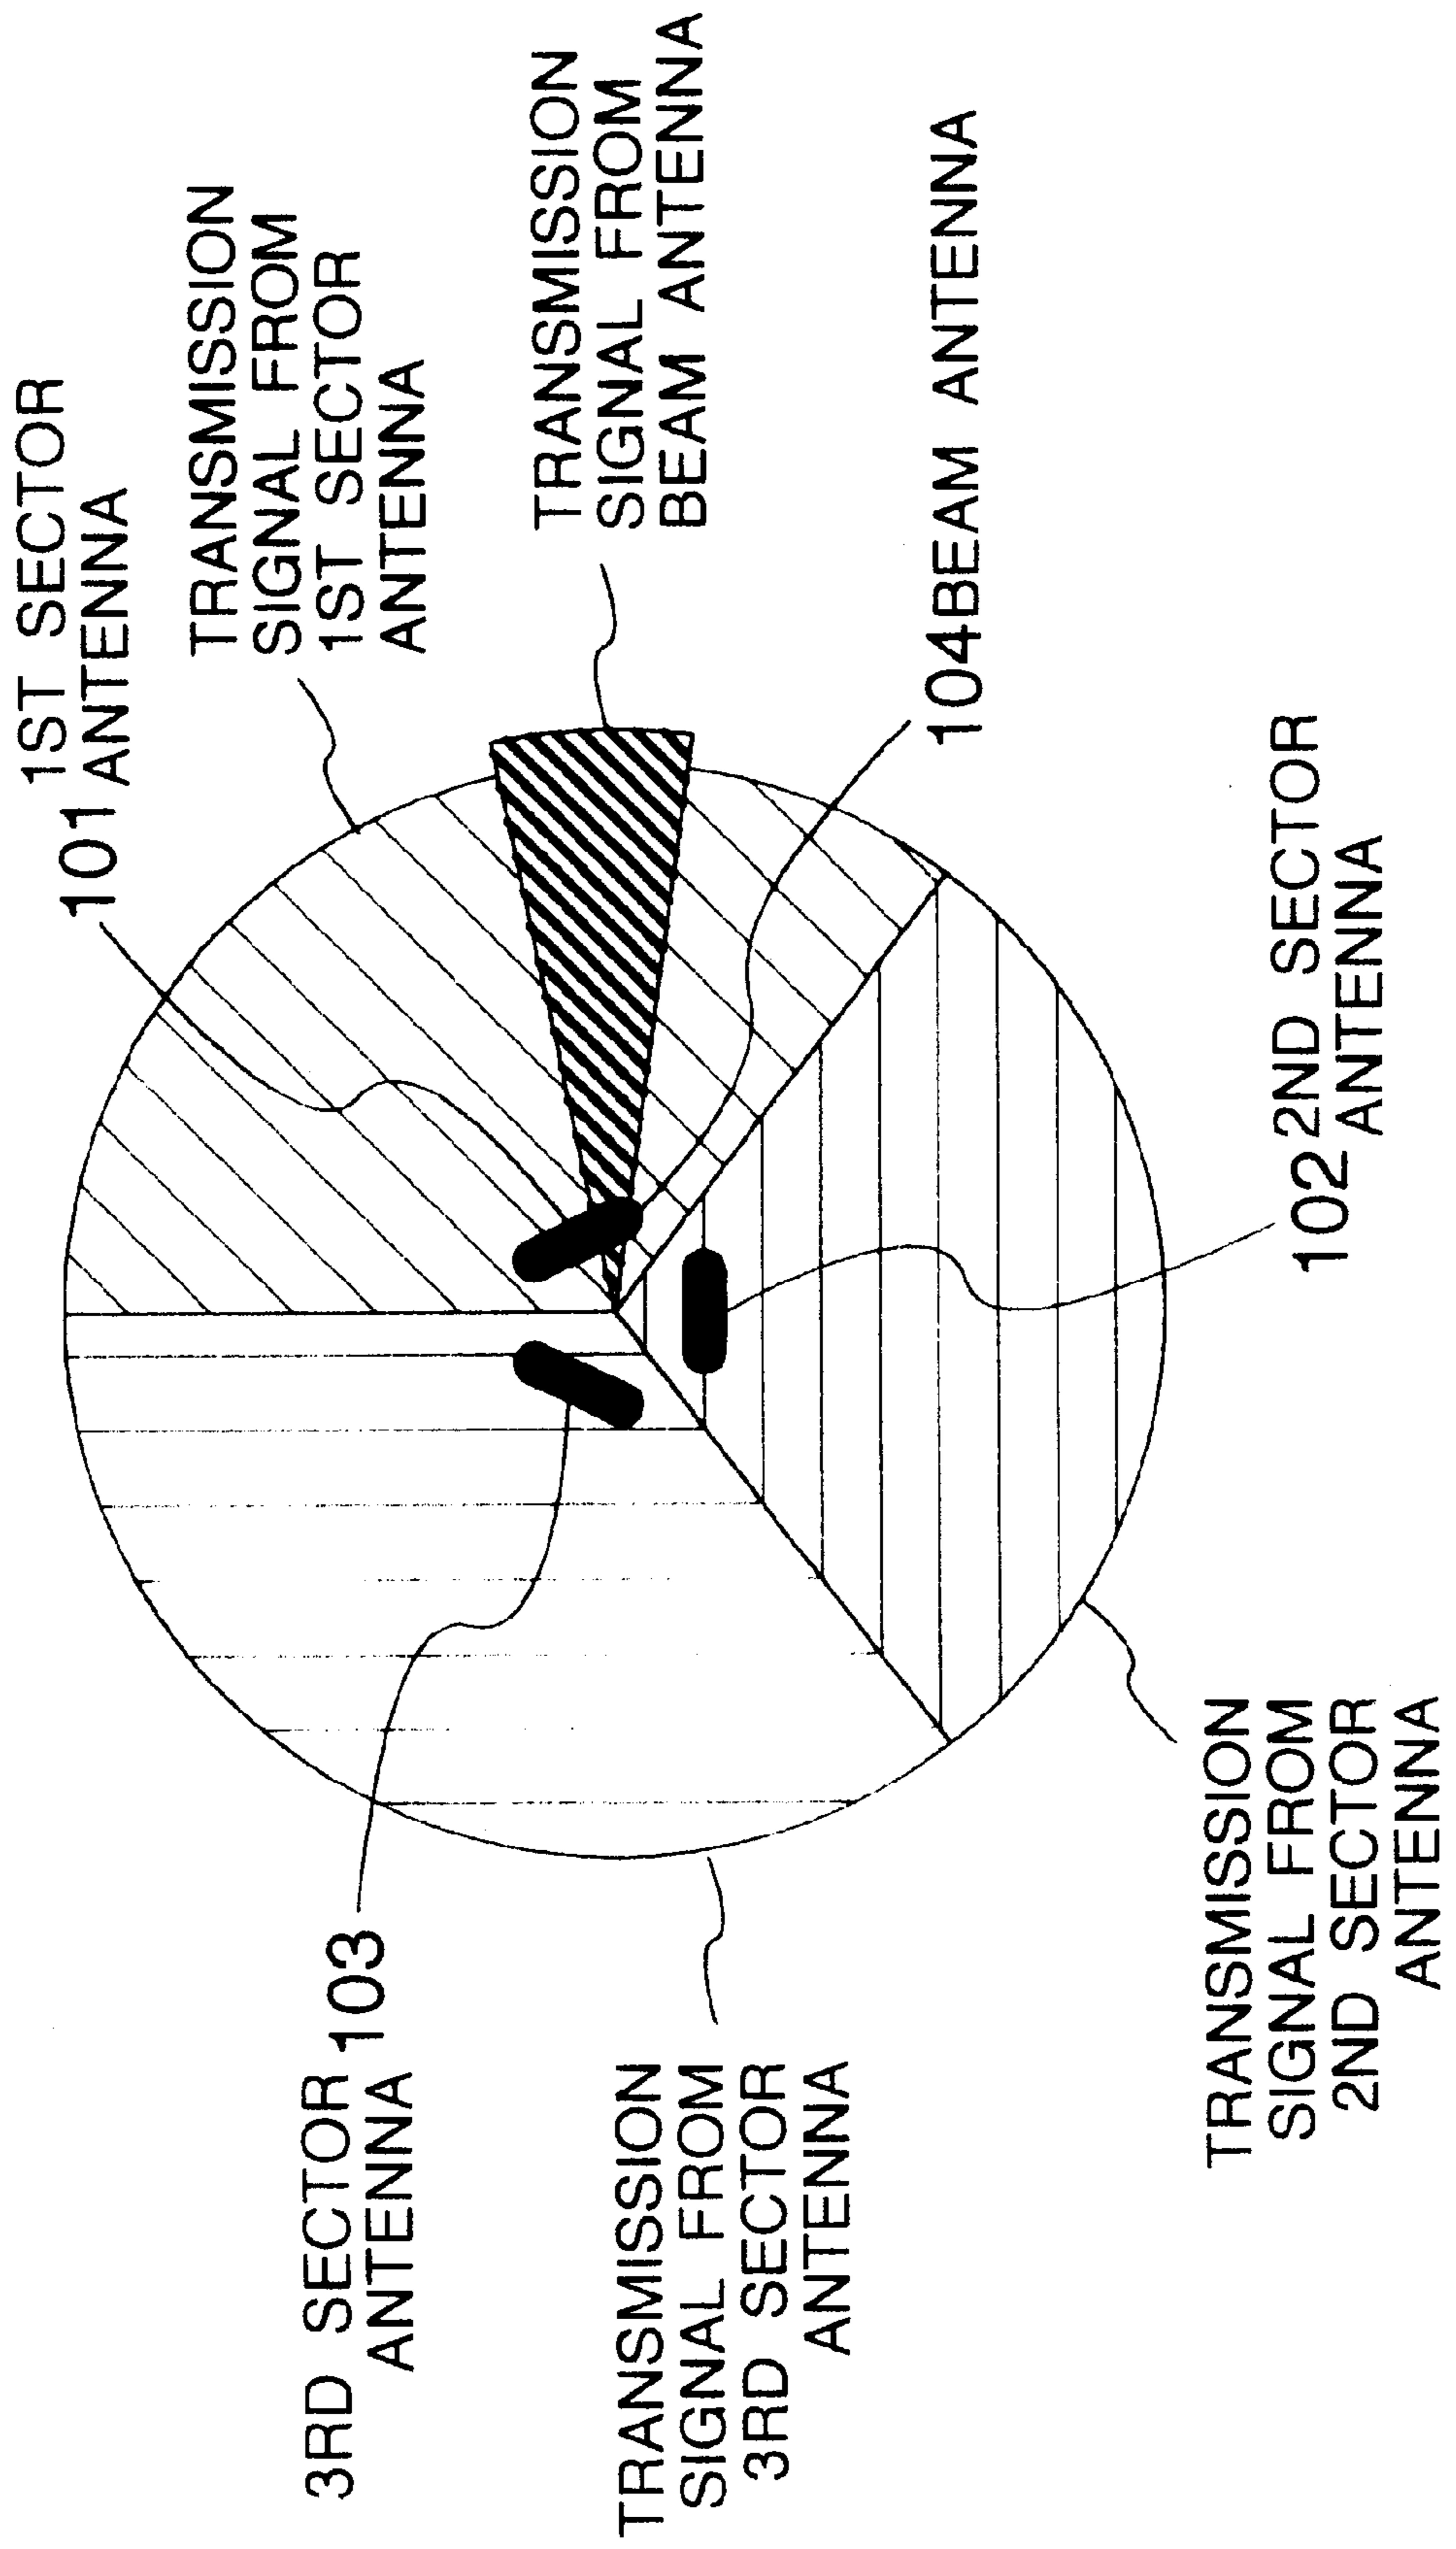 1ST SECTOR
101 ANTENNA
TRANSMISSION
SIGNAL FROM
1ST SECTOR
ANTENNA
TRANSMISSION
SIGNAL FROM
BEAM ANTENNA
104 BEAM ANTENNA
102 2ND SECTOR
ANTENNA
3RD SECTOR 103
ANTENNA
TRANSMISSION
SIGNAL FROM
3RD SECTOR
ANTENNA
TRANSMISSION
SIGNAL FROM
2ND SECTOR
ANTENNA